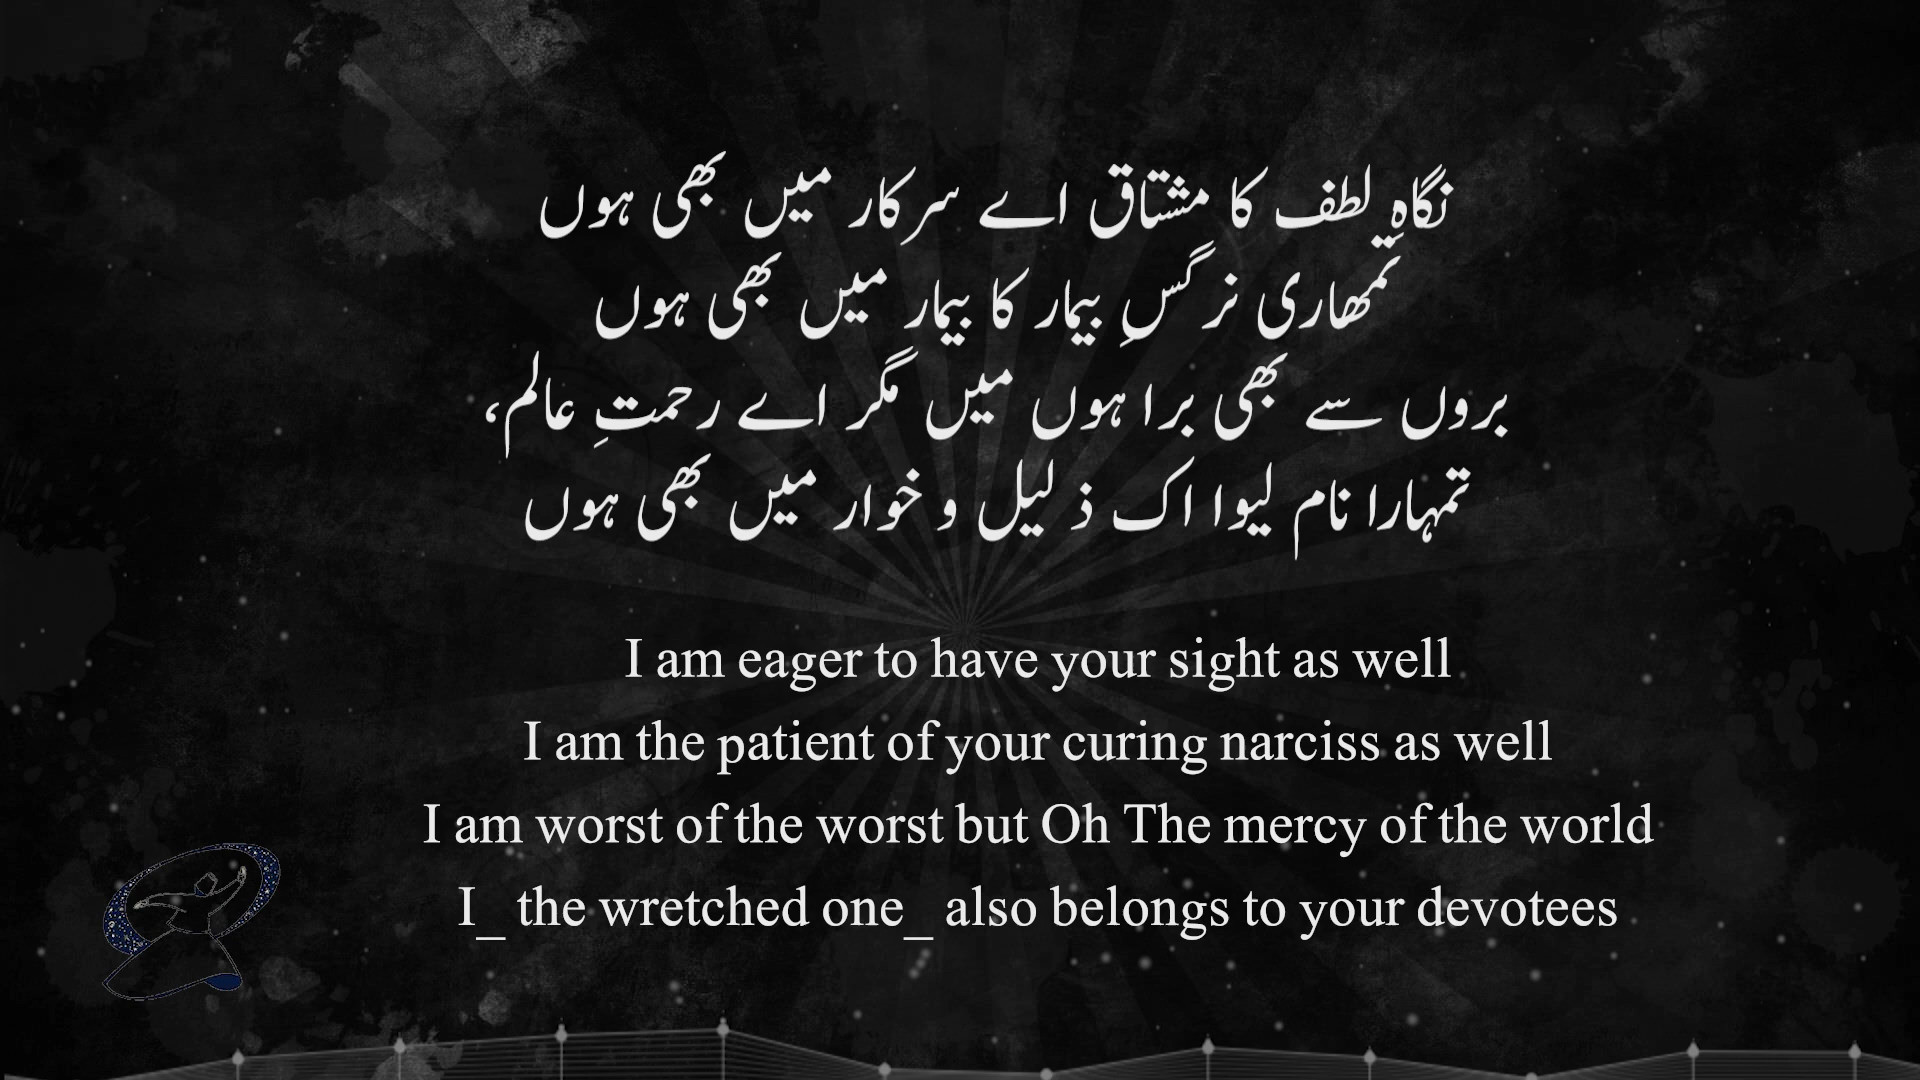 نگاہِ لطف کا مشتاق اے سرکار میں بھی ہوں
تمھاری نرگسِ بیمار کا بیمار میں بھی ہوں
بروں سے بھی برا ہوں میں مگر اے رحمتِ عالم،
تمہارا نام لیوا اک ذلیل و خوار میں بھی ہوں
I am eager to have your sight as well
I am the patient of your curing narciss as well
I am worst of the worst but Oh The mercy of the world
I_ the wretched one_ also belongs to your devotees